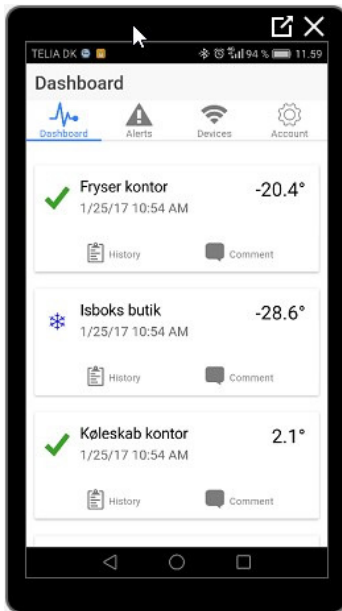 TELIA DK 94 % 11.59
Dashboard
Dashboard Alerts Devices Account
Fryser kontor -20.4°
1/25/17 10:54 AM
History Comment
Isboks butik -28.6°
1/25/17 10:54 AM
History Comment
Køleskab kontor 2.1°
1/25/17 10:54 AM
History Comment